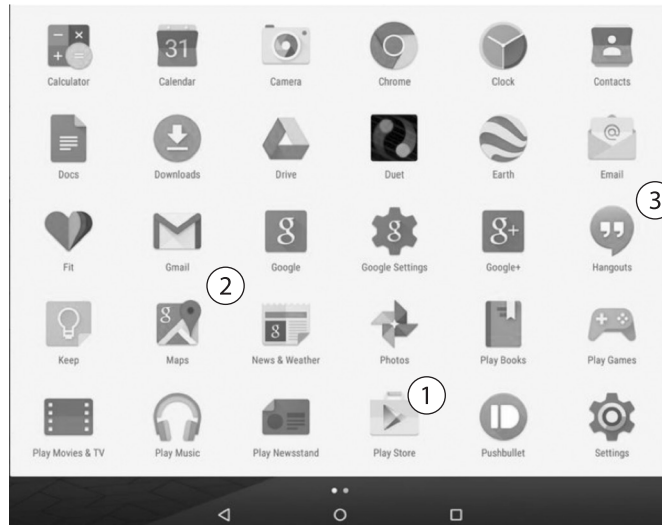 31
Calculator Calendar Camera Chrome Clock Contacts
@
Docs Downloads Drive Duet Earth Email
3
g g g+
Fit Gmail Google Google Settings Google+ Hangouts
2
g 8
Keep Maps News & Weather Photos Play Books Play Games
1
Play Movies & TV Play Music Play Newsstand Play Store Pushbullet Settings